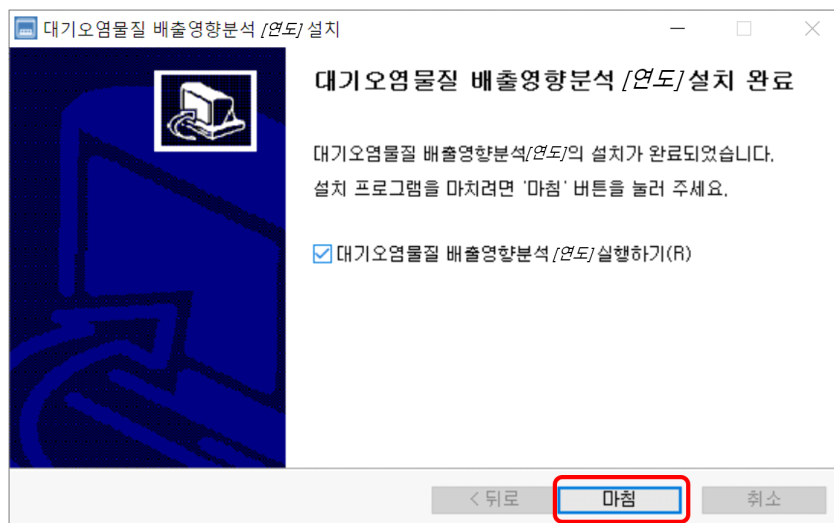 대기오염물질 배출영향분석 [연도] 설치
대기오염물질 배출영향분석 [연도] 설치 완료
대기오염물질 배출영향분석[연도]의 설치가 완료되었습니다.
설치 프로그램을 마치려면 '마침' 버튼을 눌러 주세요.
대기오염물질 배출영향분석 [연도] 실행하기(R)
< 뒤로 마침 취소